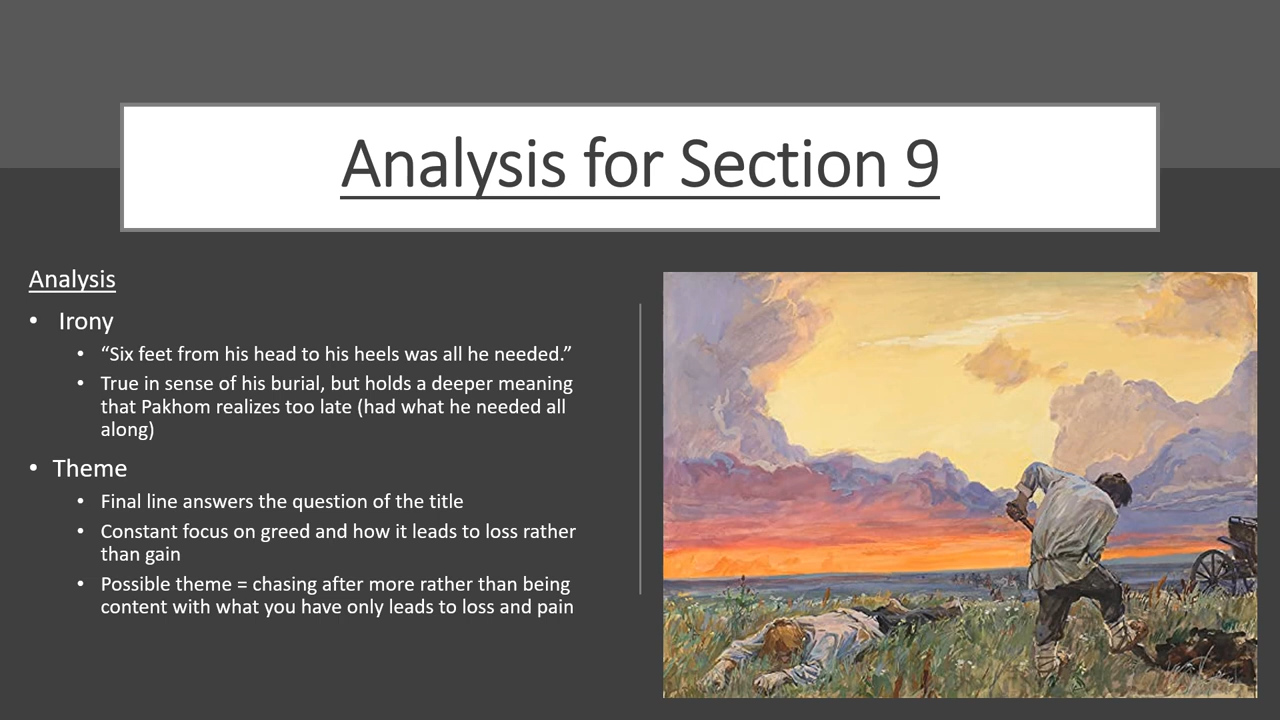 Analysis for Section 9
Analysis
• Irony
• “Six feet from his head to his heels was all he needed.”
• True in sense of his burial, but holds a deeper meaning
that Pakhom realizes too late (had what he needed all
along)
• Theme
• Final line answers the question of the title
• Constant focus on greed and how it leads to loss rather
than gain
• Possible theme = chasing after more rather than being
content with what you have only leads to loss and pain